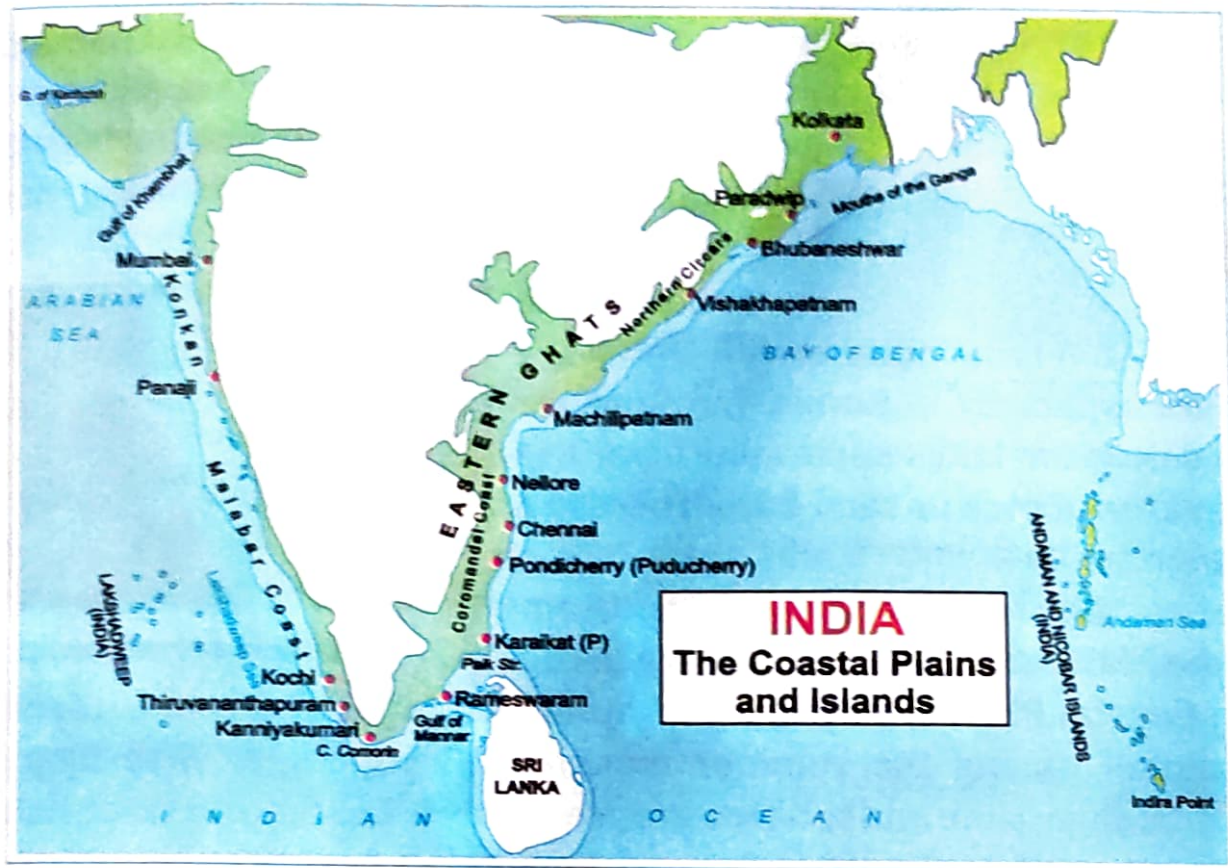 Kolkata
Paradwip
Mouths of the Ganga
Gulf of Khambhat
Bhubaneshwar
Mumbai
Northern Circars
Vishakhapatnam
ARABIAN
SEA
Konkan
BAY OF BENGAL
EASTERN GHATS
Panaji
Machilipatnam
Malabar Coast
Nellore
Coromandel Coast
Chennai
Pondicherry (Puducherry)
LAKSHADWEEP
(INDIA)
Lakshadweep Sea
ANDAMAN AND NICOBAR ISLANDS
(INDIA)
Andaman Sea
INDIA
The Coastal Plains
and Islands
Karaikat (P)
Palk Str.
Kochi
Rameswaram
Thiruvananthapuram
Gulf of
Mannar
Kanniyakumari
C. Comorin
SRI
LANKA
Indira Point
INDIAN OCEAN